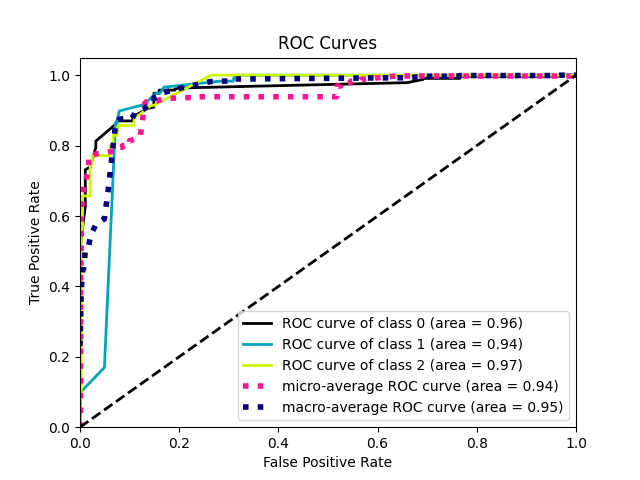 ROC Curves
True Positive Rate
1.0
0.8
0.6
0.4
0.2
0.0
ROC curve of class 0 (area = 0.96)
ROC curve of class 1 (area = 0.94)
ROC curve of class 2 (area = 0.97)
micro-average ROC curve (area = 0.94)
macro-average ROC curve (area = 0.95)
0.0 0.2 0.4 0.6 0.8 1.0
False Positive Rate